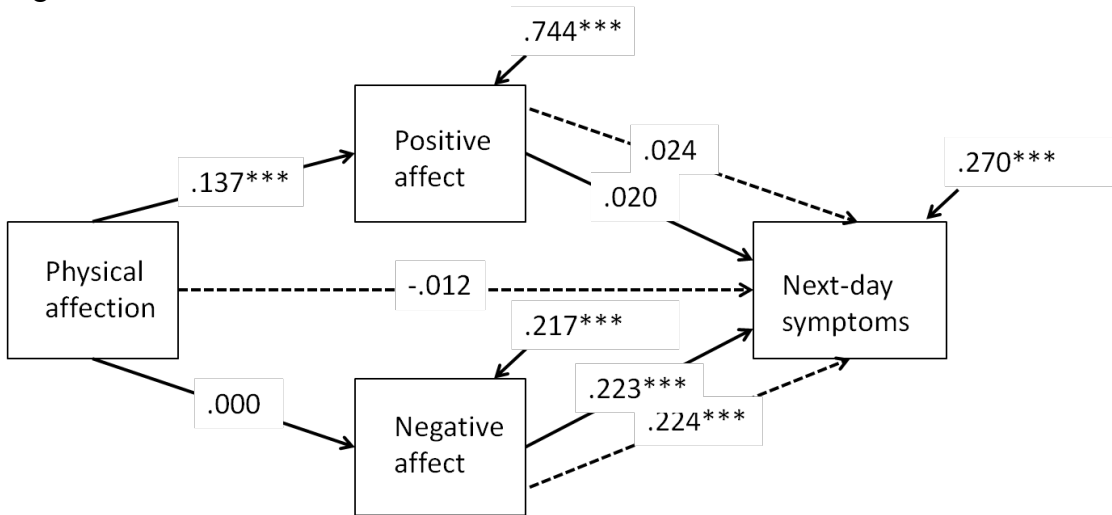 .744***
Positive
affect
.024
.270***
.137***
.020
Physical
affection
-.012
Next-day
symptoms
.217***
.223***
.000
.224***
Negative
affect